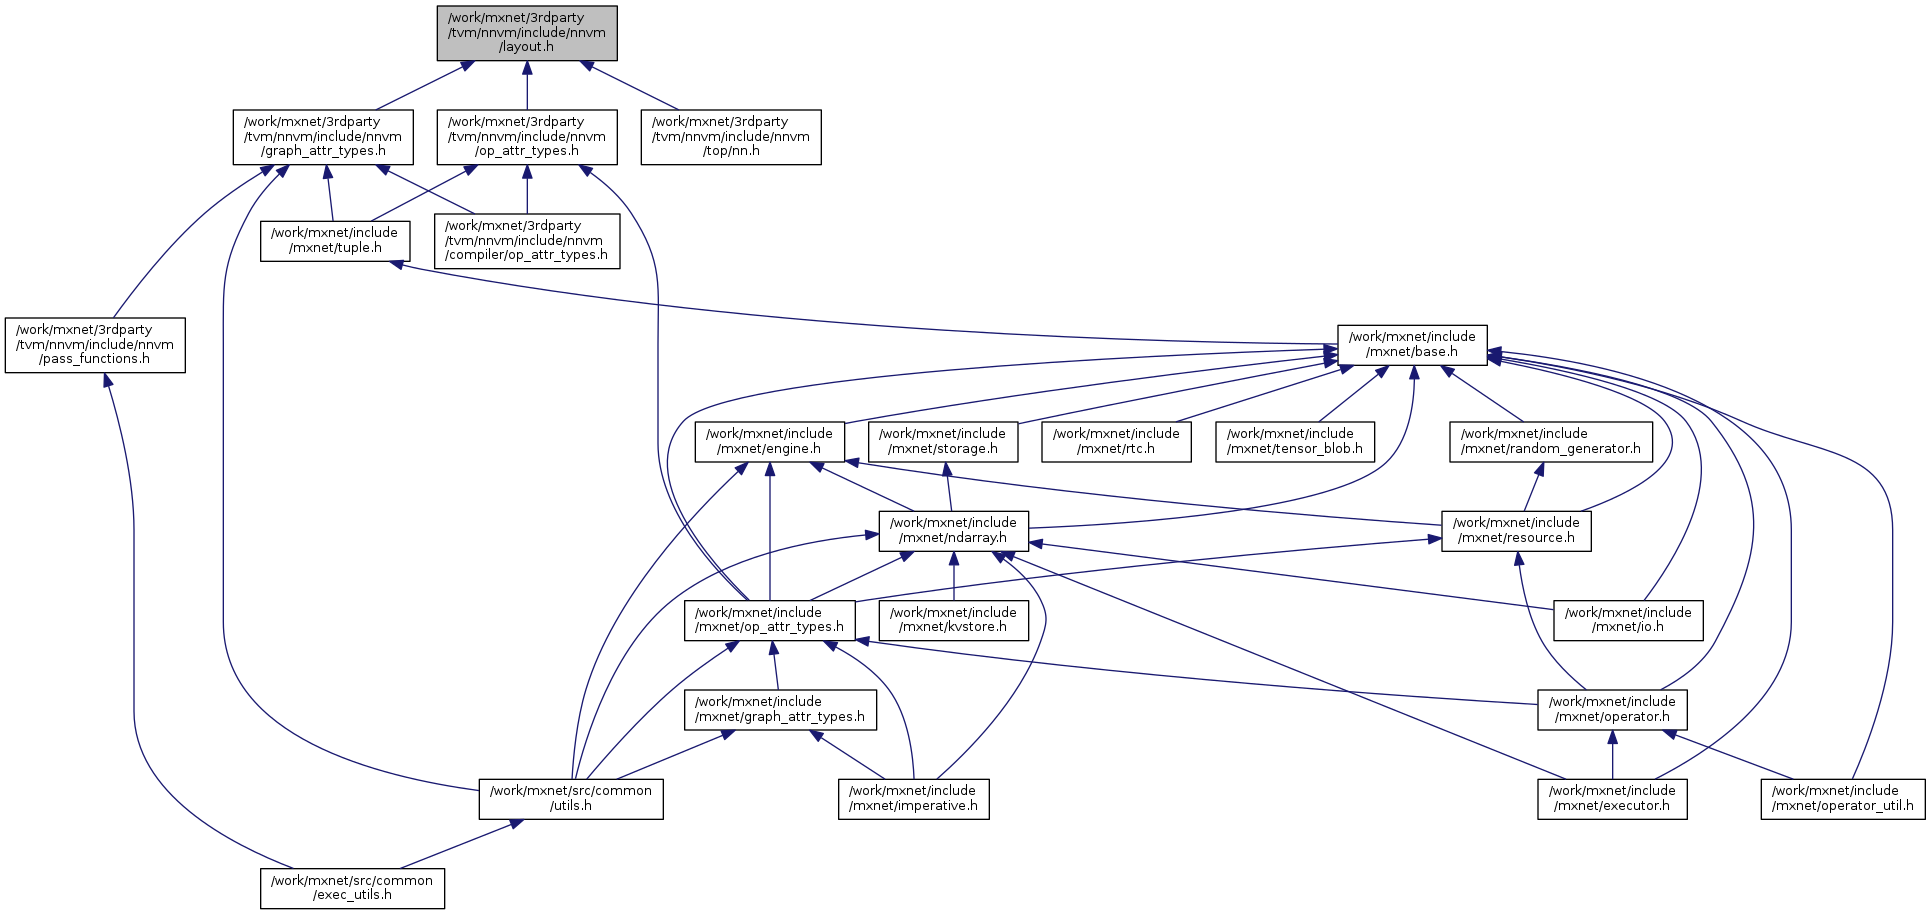 /work/mxnet/3rdparty
/tvm/nnvm/include/nnvm
/layout.h
/work/mxnet/3rdparty
/tvm/nnvm/include/nnvm
/graph_attr_types.h
/work/mxnet/3rdparty
/tvm/nnvm/include/nnvm
/op_attr_types.h
/work/mxnet/3rdparty
/tvm/nnvm/include/nnvm
/top/nn.h
/work/mxnet/include
/mxnet/tuple.h
/work/mxnet/3rdparty
/tvm/nnvm/include/nnvm
/compiler/op_attr_types.h
/work/mxnet/3rdparty
/tvm/nnvm/include/nnvm
/pass_functions.h
/work/mxnet/include
/mxnet/base.h
/work/mxnet/include
/mxnet/engine.h
/work/mxnet/include
/mxnet/storage.h
/work/mxnet/include
/mxnet/rtc.h
/work/mxnet/include
/mxnet/tensor_blob.h
/work/mxnet/include
/mxnet/random_generator.h
/work/mxnet/include
/mxnet/ndarray.h
/work/mxnet/include
/mxnet/resource.h
/work/mxnet/include
/mxnet/op_attr_types.h
/work/mxnet/include
/mxnet/kvstore.h
/work/mxnet/include
/mxnet/io.h
/work/mxnet/include
/mxnet/graph_attr_types.h
/work/mxnet/include
/mxnet/operator.h
/work/mxnet/src/common
/utils.h
/work/mxnet/include
/mxnet/imperative.h
/work/mxnet/include
/mxnet/executor.h
/work/mxnet/include
/mxnet/operator_util.h
/work/mxnet/src/common
/exec_utils.h